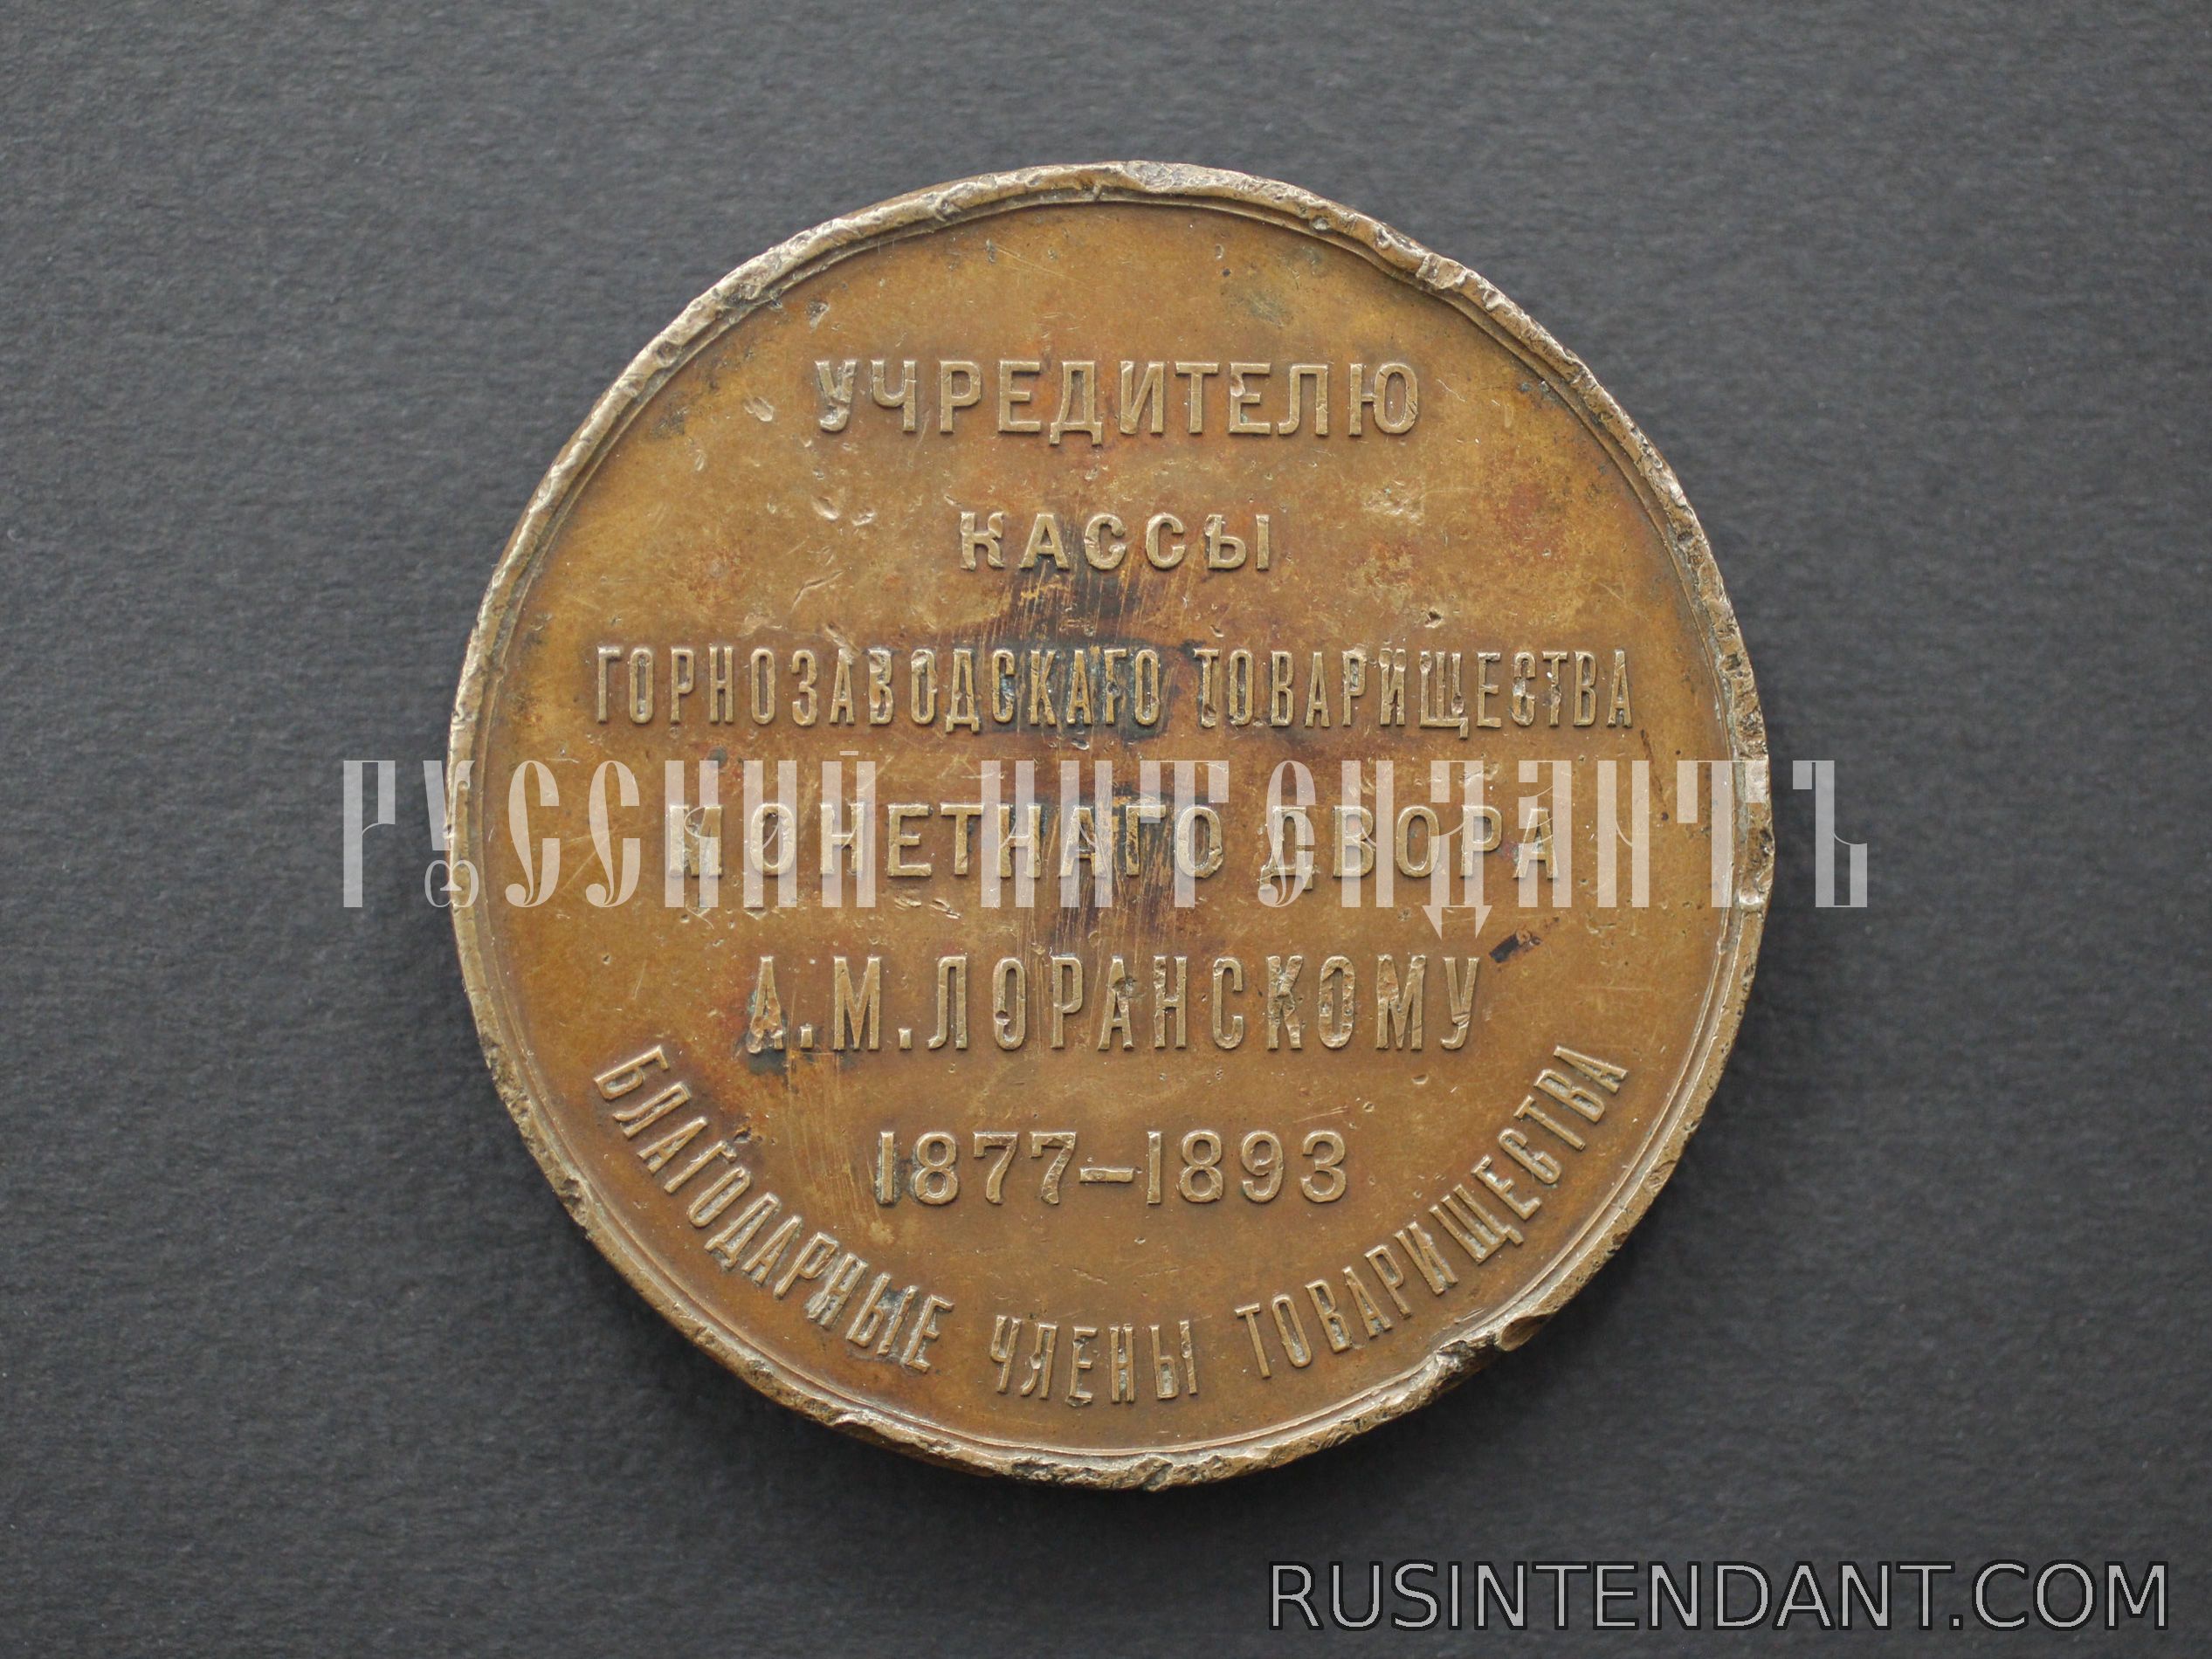 УЧРЕДИТЕЛЮ
КАССЫ
ГОРНОЗАВОДСКАГО ТОВАРИЩЕСТВА
МОНЕТНАГО ДВОРА
А.М.ЛОРАНСКОМУ
1877–1893
БЛАГОДАРНЫЕ ЧЛЕНЫ ТОВАРИЩЕСТВА
РУССКИЙ ИНТЕНДАНТЪ
RUSINTENDANT.COM